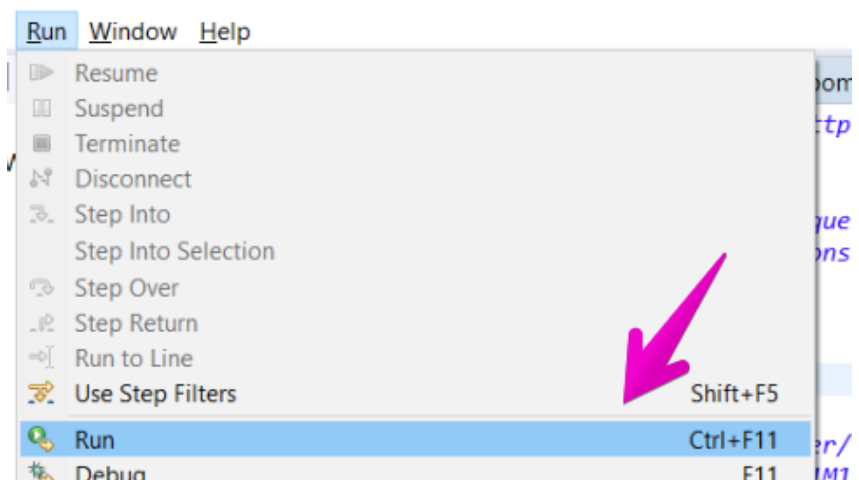 Run Window Help
Resume
Suspend
Terminate
Disconnect
Step Into
Step Into Selection
Step Over
Step Return
Run to Line
Use Step Filters Shift+F5
Run Ctrl+F11
Debug F11